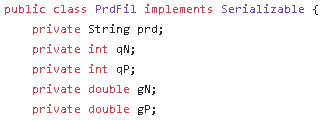 public class PrdFil implements Serializable {
    private String prd;
    private int qN;
    private int qP;
    private double gN;
    private double gP;